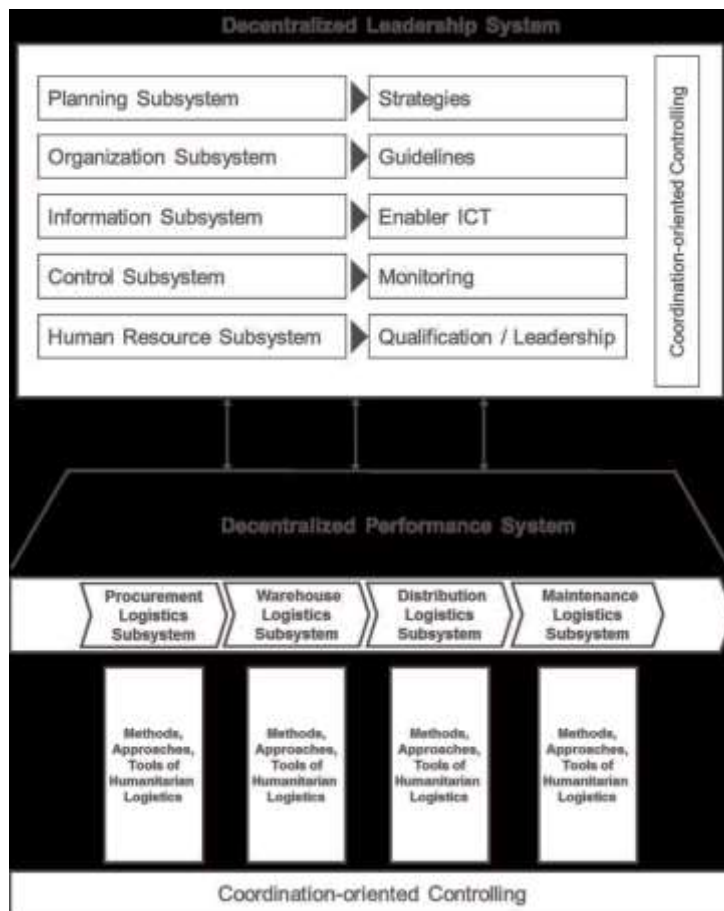 Decentralized Leadership System
Planning Subsystem
Strategies
Organization Subsystem
Guidelines
Information Subsystem
Enabler ICT
Control Subsystem
Monitoring
Human Resource Subsystem
Qualification / Leadership
Coordination-oriented Controlling
Decentralized Performance System
Procurement
Logistics
Subsystem
Warehouse
Logistics
Subsystem
Distribution
Logistics
Subsystem
Maintenance
Logistics
Subsystem
Methods,
Approaches,
Tools of
Humanitarian
Logistics
Methods,
Approaches,
Tools of
Humanitarian
Logistics
Methods,
Approaches,
Tools of
Humanitarian
Logistics
Methods,
Approaches,
Tools of
Humanitarian
Logistics
Coordination-oriented Controlling